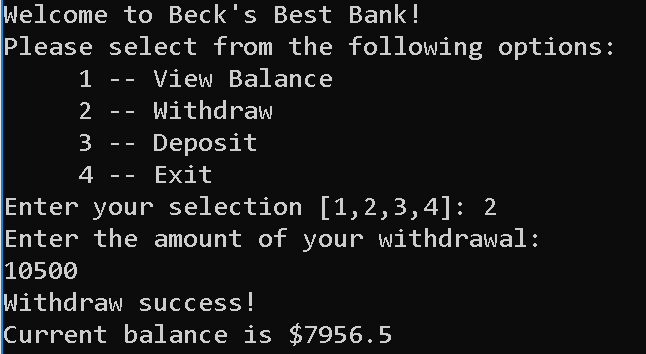 Welcome to Beck's Best Bank!
Please select from the following options:
     1 -- View Balance
     2 -- Withdraw
     3 -- Deposit
     4 -- Exit
Enter your selection [1,2,3,4]: 2
Enter the amount of your withdrawal:
10500
Withdraw success!
Current balance is $7956.5